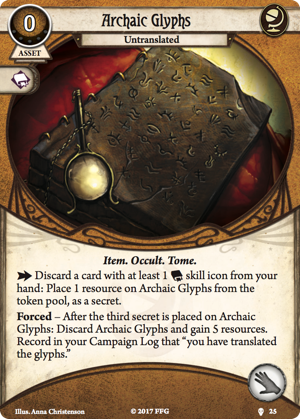 0
Archaic Glyphs
Untranslated
ASSET
Item. Occult. Tome.
Discard a card with at least 1 skill icon from your
hand: Place 1 resource on Archaic Glyphs from the
token pool, as a secret.
Forced – After the third secret is placed on Archaic
Glyphs: Discard Archaic Glyphs and gain 5 resources.
Record in your Campaign Log that “you have translated
the glyphs.”
Illus. Anna Christenson
© 2017 FFG
25